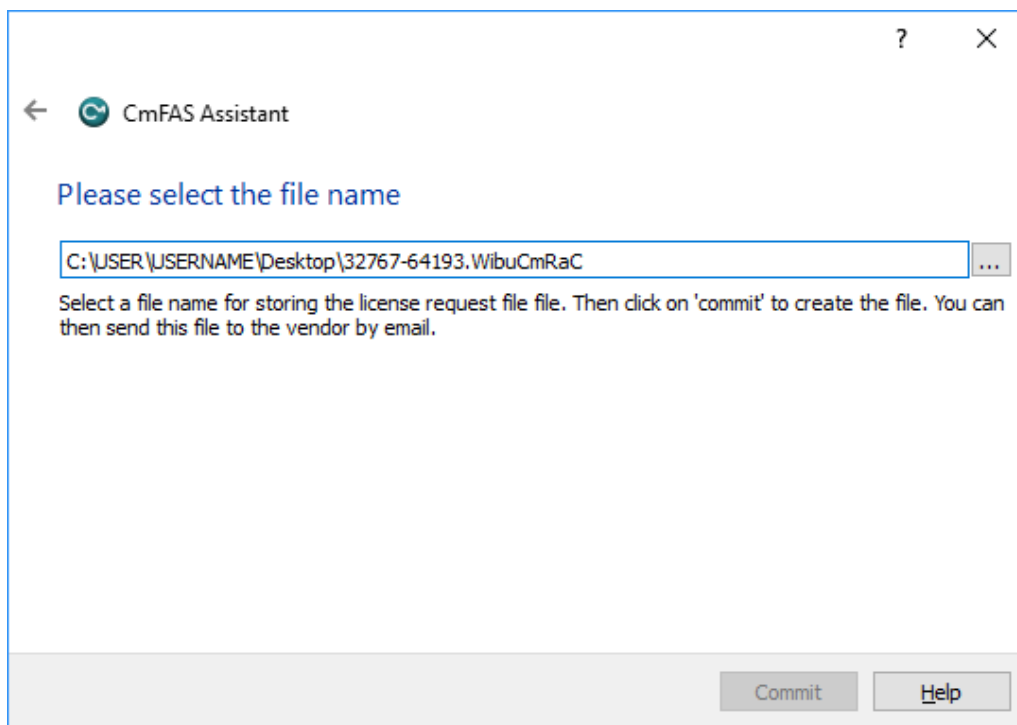 ?
CmFAS Assistant
Please select the file name
C:\USER\USERNAME\Desktop\32767-64193.WibuCmRaC
...
Select a file name for storing the license request file file. Then click on 'commit' to create the file. You can
then send this file to the vendor by email.
Commit
Help